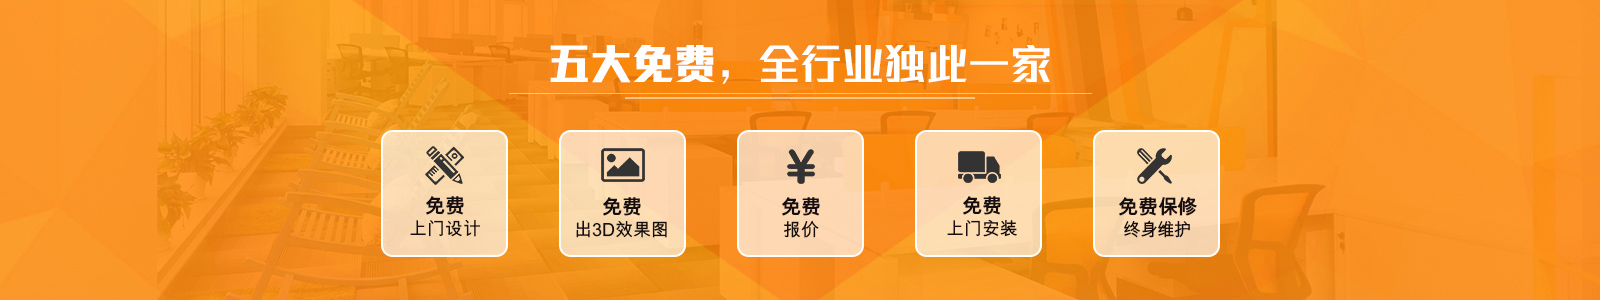 五大免费，全行业独此一家
免费
上门设计
免费
出3D效果图
免费
报价
免费
上门安装
免费保修
终身维护